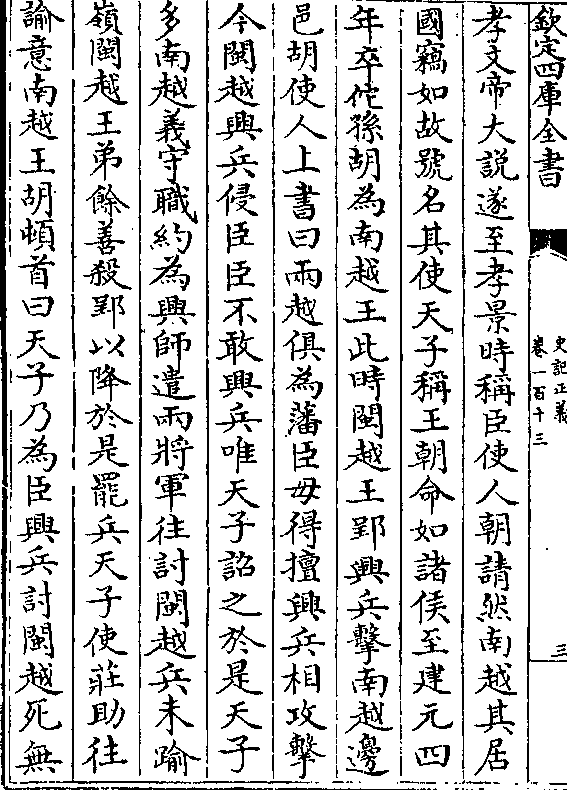 欽定四庫全書
史記正義
卷一百十三
三
孝文帝大說遂至孝景時稱臣使人朝請然南越其居
國竊如故號名其使天子稱王朝命如諸侯至建元四
年卒佗孫胡為南越王此時閩越王郢興兵擊南越邊
邑胡使人上書曰兩越俱為藩臣毋得擅興兵相攻擊
今閩越興兵侵臣臣不敢興兵唯天子詔之於是天子
多南越義守職約為興師遣兩將軍往討閩越兵未踰
嶺閩越王弟餘善殺郢以降於是罷兵天子使莊助往
諭意南越王胡頓首曰天子乃為臣興兵討閩越死無